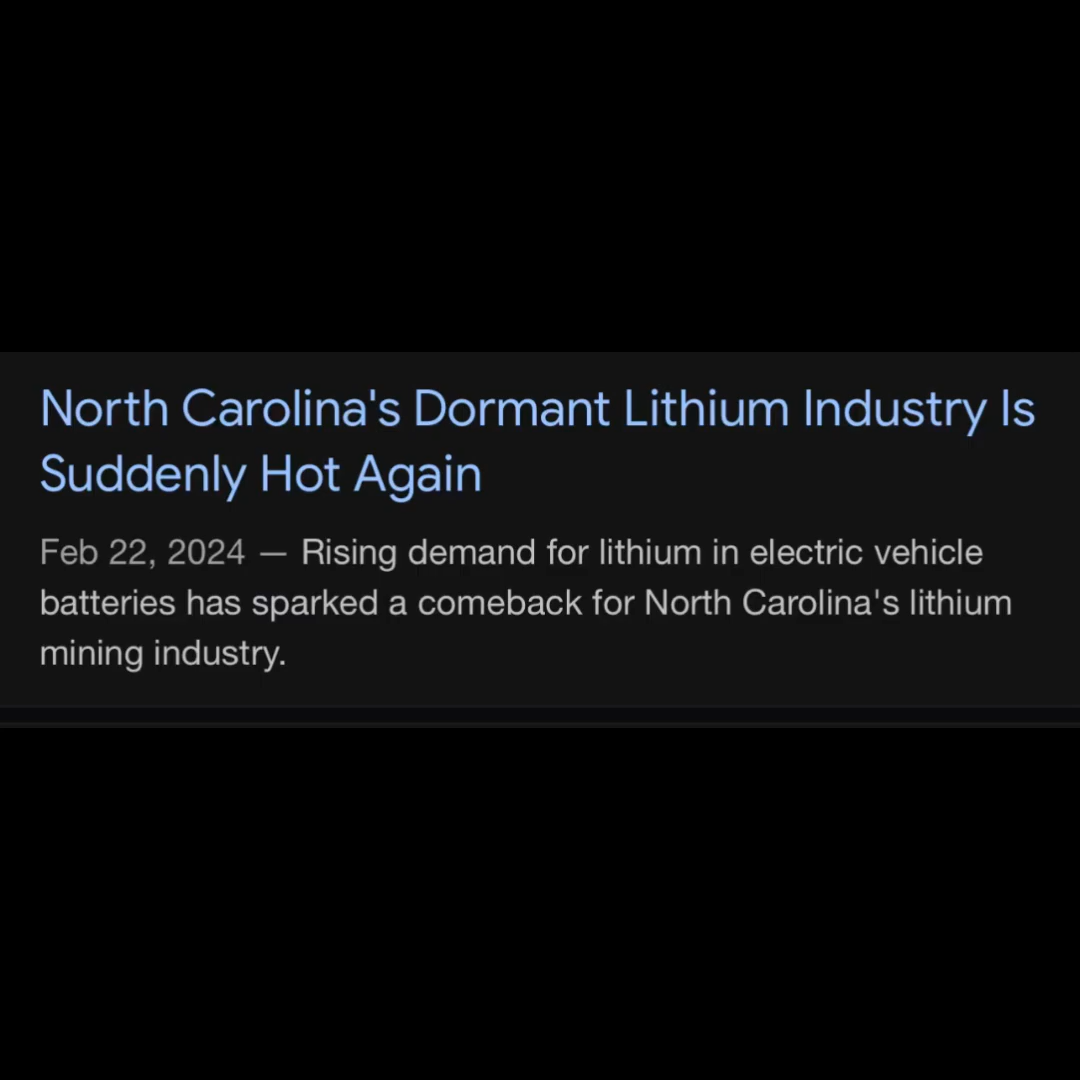 North Carolina's Dormant Lithium Industry Is
Suddenly Hot Again
Feb 22, 2024 — Rising demand for lithium in electric vehicle
batteries has sparked a comeback for North Carolina's lithium
mining industry.